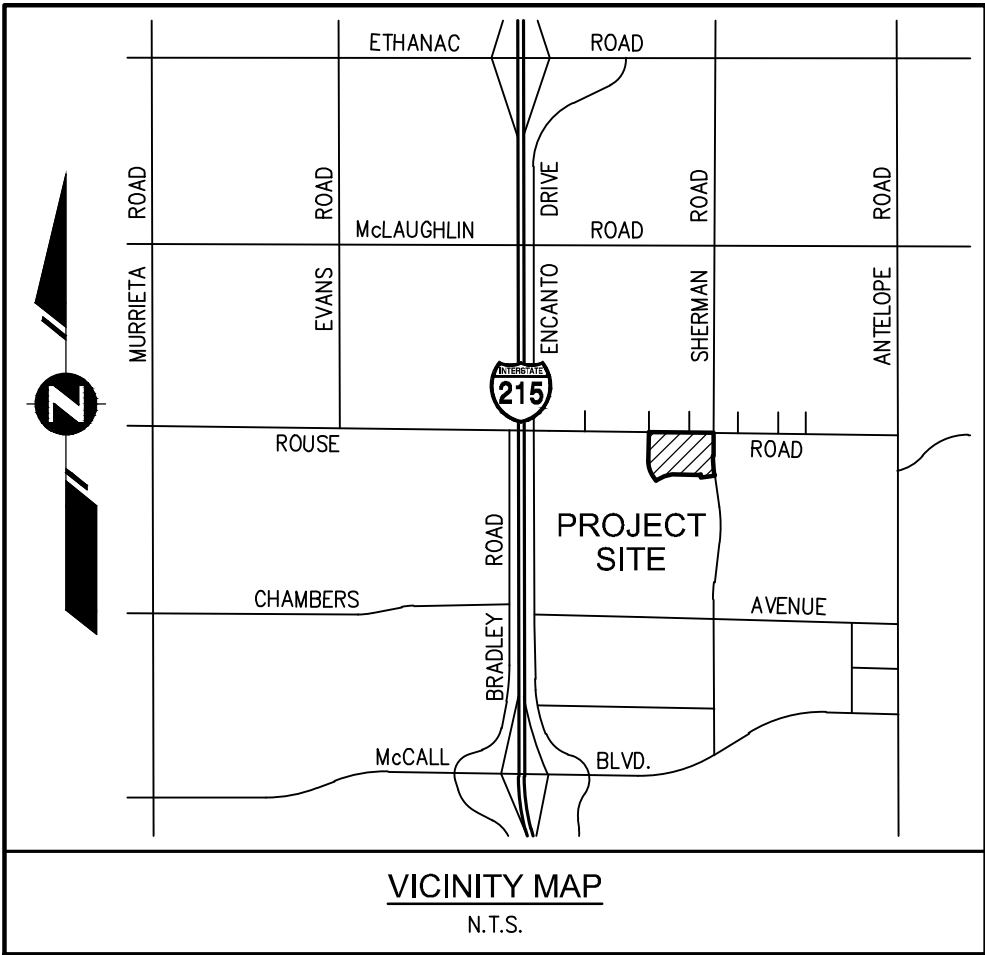 ETHANAC ROAD
ROAD
ROAD
DRIVE
ROAD
ROAD
McLAUGHLIN ROAD
MURRIETA
EVANS
ENCANTO
SHERMAN
ANTELOPE
INTERSTATE
215
N
ROUSE ROAD
PROJECT
SITE
ROAD
CHAMBERS AVENUE
BRADLEY
McCALL BLVD.
VICINITY MAP
N.T.S.